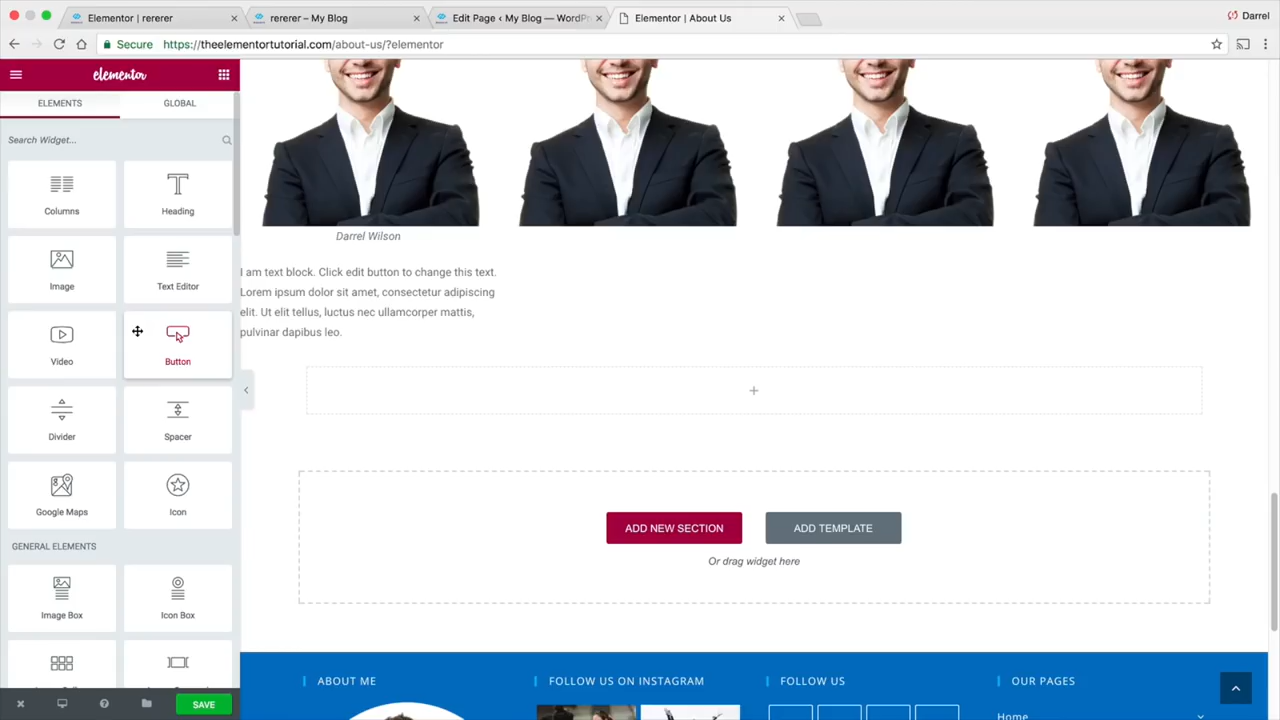 Elementor | rererer
rererer – My Blog
Edit Page ‹ My Blog — WordPr
Elementor | About Us
Darrel
Secure
https://theelementortutorial.com/about-us/?elementor
elementor
ELEMENTS
GLOBAL
Search Widget...
Columns
Heading
Image
Text Editor
Video
Button
Divider
Spacer
Google Maps
Icon
GENERAL ELEMENTS
Image Box
Icon Box
SAVE
Darrel Wilson
I am text block. Click edit button to change this text.
Lorem ipsum dolor sit amet, consectetur adipiscing
elit. Ut elit tellus, luctus nec ullamcorper mattis,
pulvinar dapibus leo.
ADD NEW SECTION
ADD TEMPLATE
Or drag widget here
ABOUT ME
FOLLOW US ON INSTAGRAM
FOLLOW US
OUR PAGES
Home